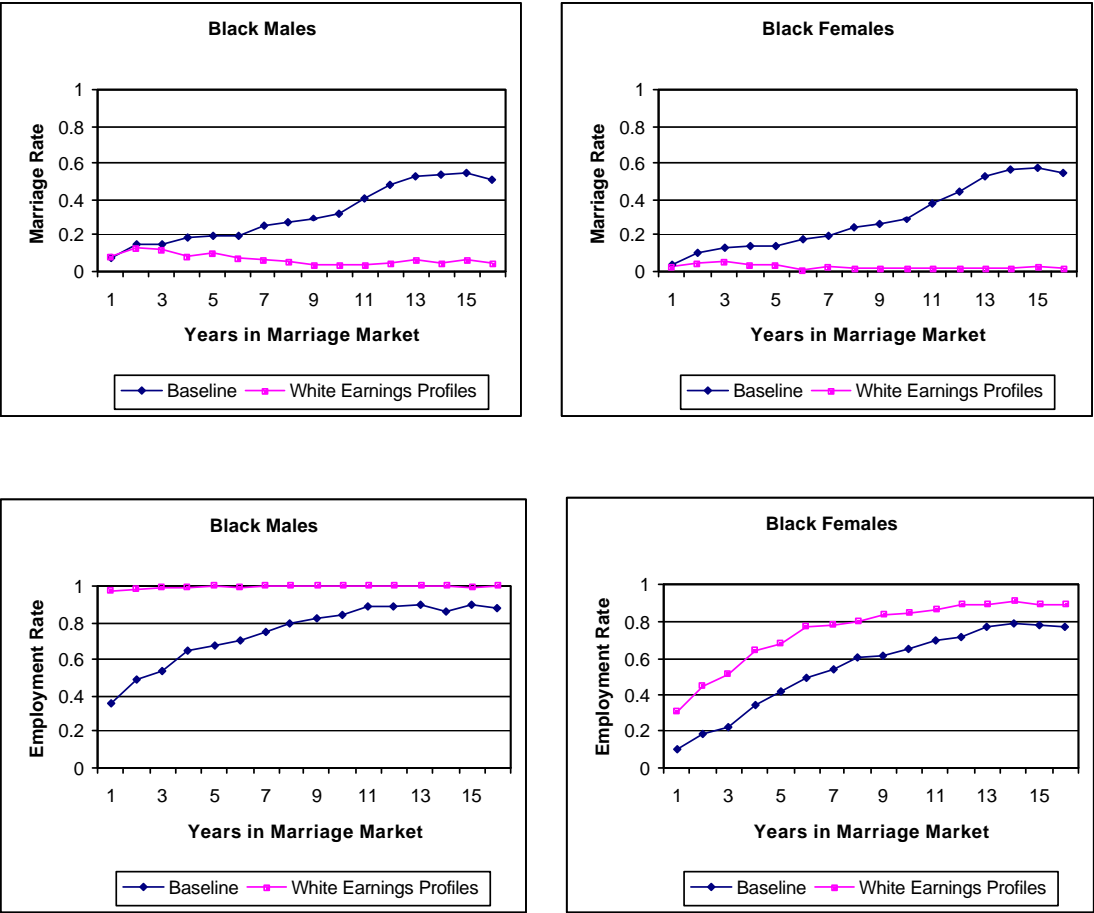 Black Males
Marriage Rate
1
0.8
0.6
0.4
0.2
0
1 3 5 7 9 11 13 15
Years in Marriage Market
Baseline White Earnings Profiles
Black Females
Marriage Rate
1
0.8
0.6
0.4
0.2
0
1 3 5 7 9 11 13 15
Years in Marriage Market
Baseline White Earnings Profiles
Black Males
Employment Rate
1
0.8
0.6
0.4
0.2
0
1 3 5 7 9 11 13 15
Years in Marriage Market
Baseline White Earnings Profiles
Black Females
Employment Rate
1
0.8
0.6
0.4
0.2
0
1 3 5 7 9 11 13 15
Years in Marriage Market
Baseline White Earnings Profiles